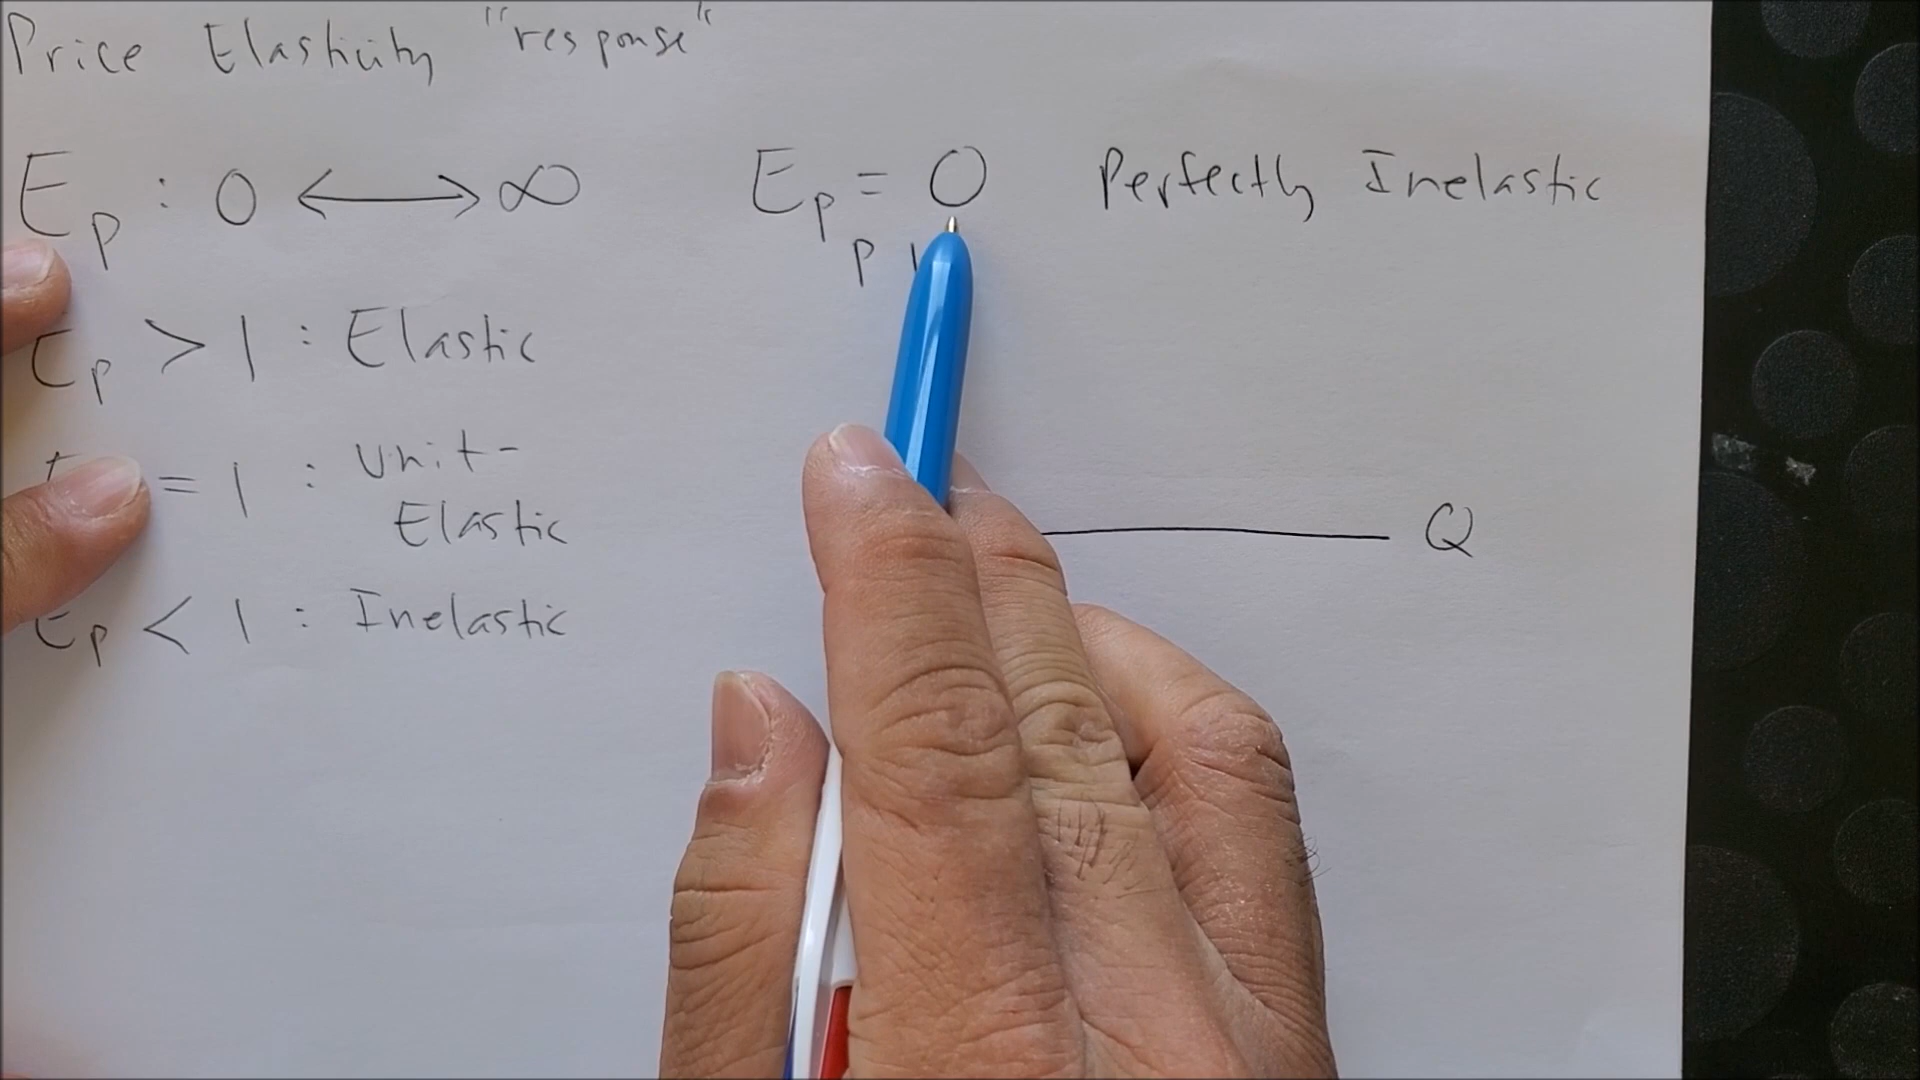 Price Elasticity "response"
Ep : 0 ⟷ ∞
Ep > 1 : Elastic
= 1 : Unit-
Elastic
Ep < 1 : Inelastic
Ep = 0 Perfectly Inelastic
P
Q